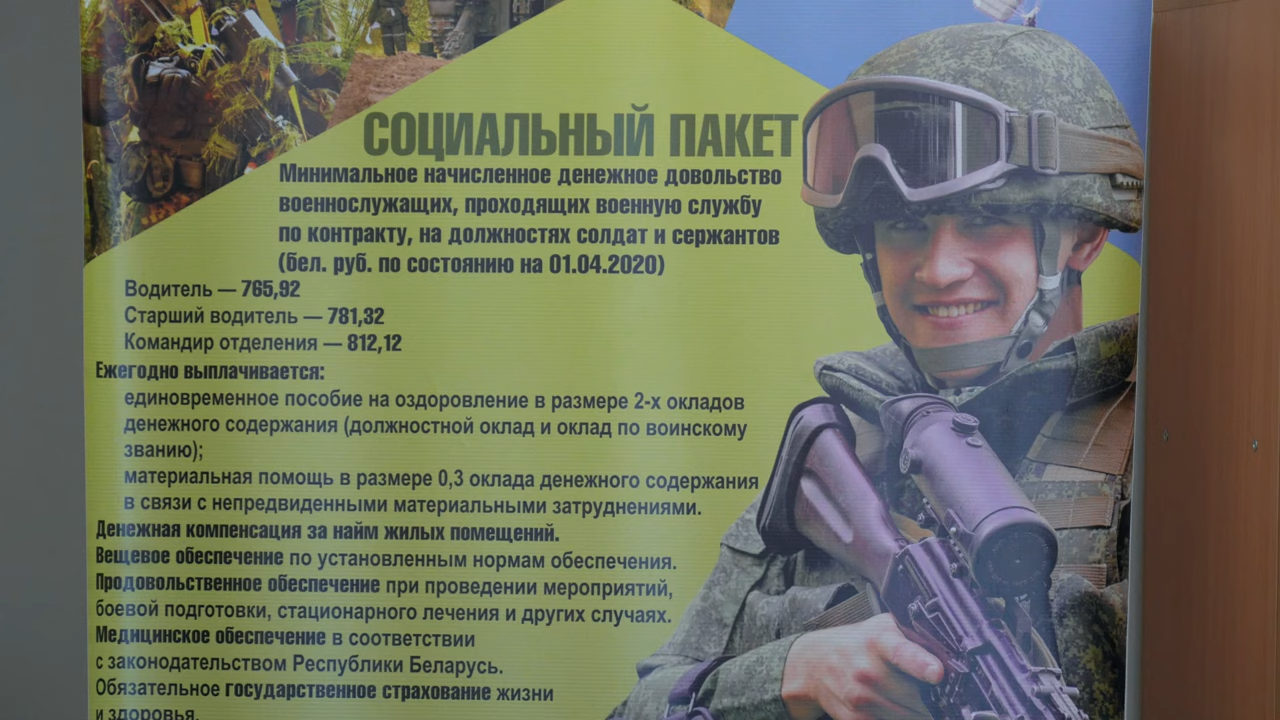 СОЦИАЛЬНЫЙ ПАКЕТ
Минимальное начисленное денежное довольство
военнослужащих, проходящих военную службу
по контракту, на должностях солдат и сержантов
(бел. руб. по состоянию на 01.04.2020)
Водитель — 765,92
Старший водитель — 781,32
Командир отделения — 812,12
Ежегодно выплачивается:
единовременное пособие на оздоровление в размере 2-х окладов
денежного содержания (должностной оклад и оклад по воинскому
званию);
материальная помощь в размере 0,3 оклада денежного содержания
в связи с непредвиденными материальными затруднениями.
Денежная компенсация за найм жилых помещений.
Вещевое обеспечение по установленным нормам обеспечения.
Продовольственное обеспечение при проведении мероприятий,
боевой подготовки, стационарного лечения и других случаях.
Медицинское обеспечение в соответствии
с законодательством Республики Беларусь.
Обязательное государственное страхование жизни
и здоровья.